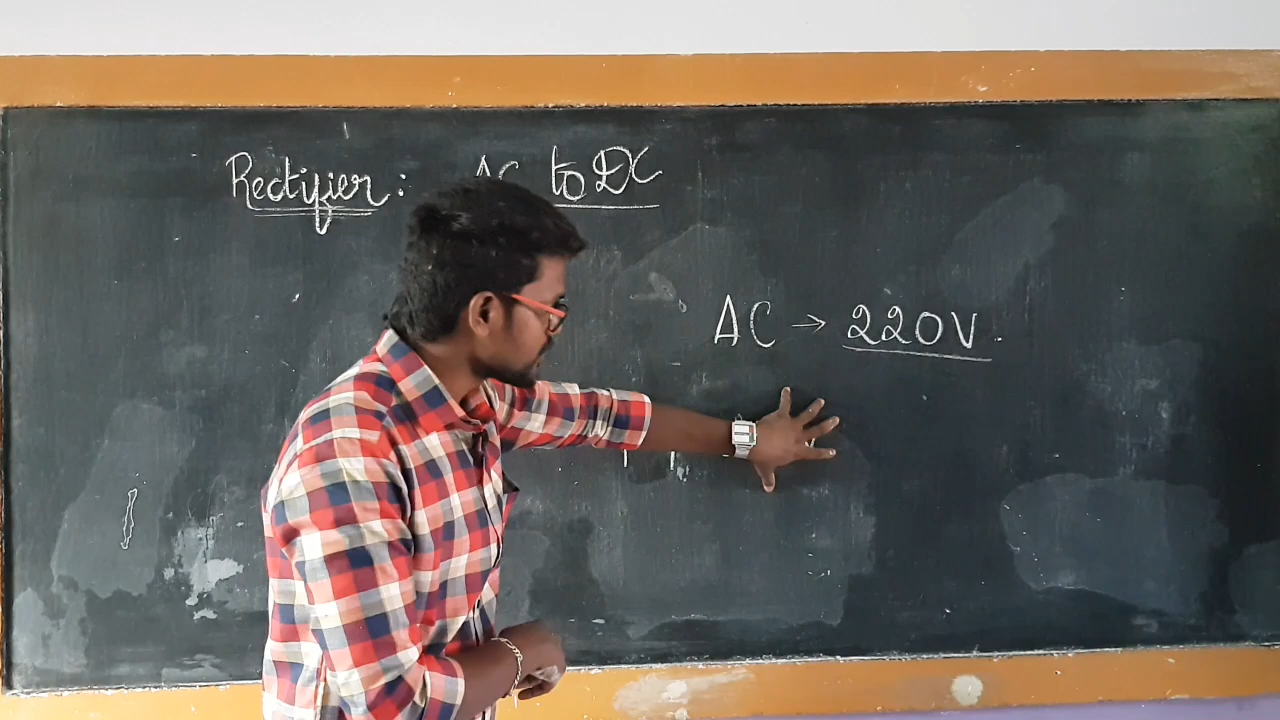 Rectifier: AC to DC
AC → 220V.